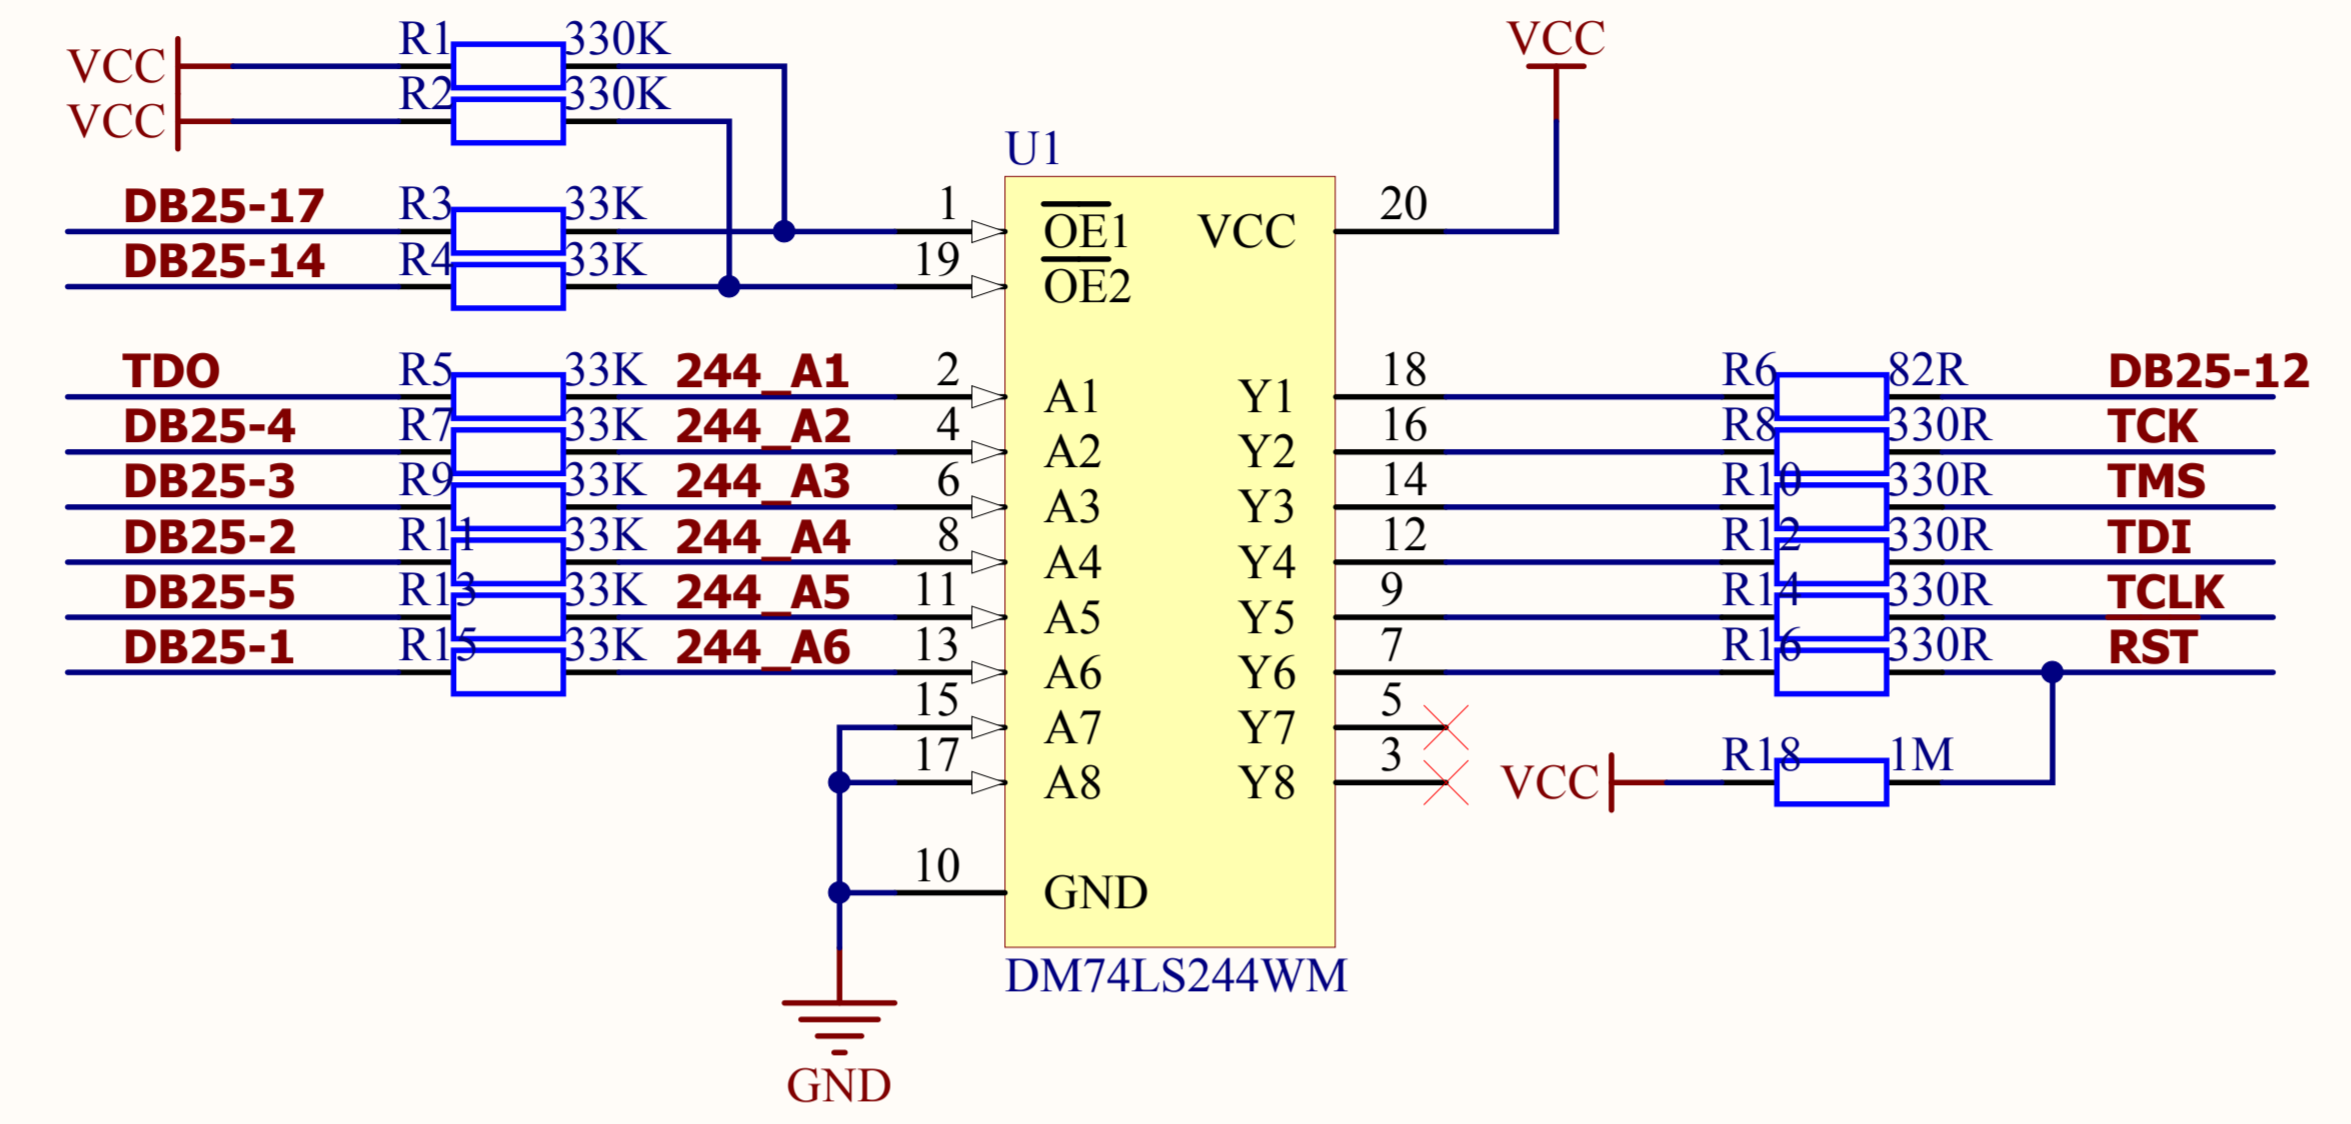 R1 330K VCC
VCC
R2 330K
VCC
U1
DB25-17 R3 33K 1 OE1 VCC 20
DB25-14 R4 33K 19 OE2
TDO R5 33K 244_A1 2 A1 Y1 18 R6 82R DB25-12
DB25-4 R7 33K 244_A2 4 A2 Y2 16 R8 330R TCK
DB25-3 R9 33K 244_A3 6 A3 Y3 14 R10 330R TMS
DB25-2 R11 33K 244_A4 8 A4 Y4 12 R12 330R TDI
DB25-5 R13 33K 244_A5 11 A5 Y5 9 R14 330R TCLK
DB25-1 R15 33K 244_A6 13 A6 Y6 7 R16 330R RST
15 A7 Y7 5
17 A8 Y8 3 VCC R18 1M
10 GND
DM74LS244WM
GND